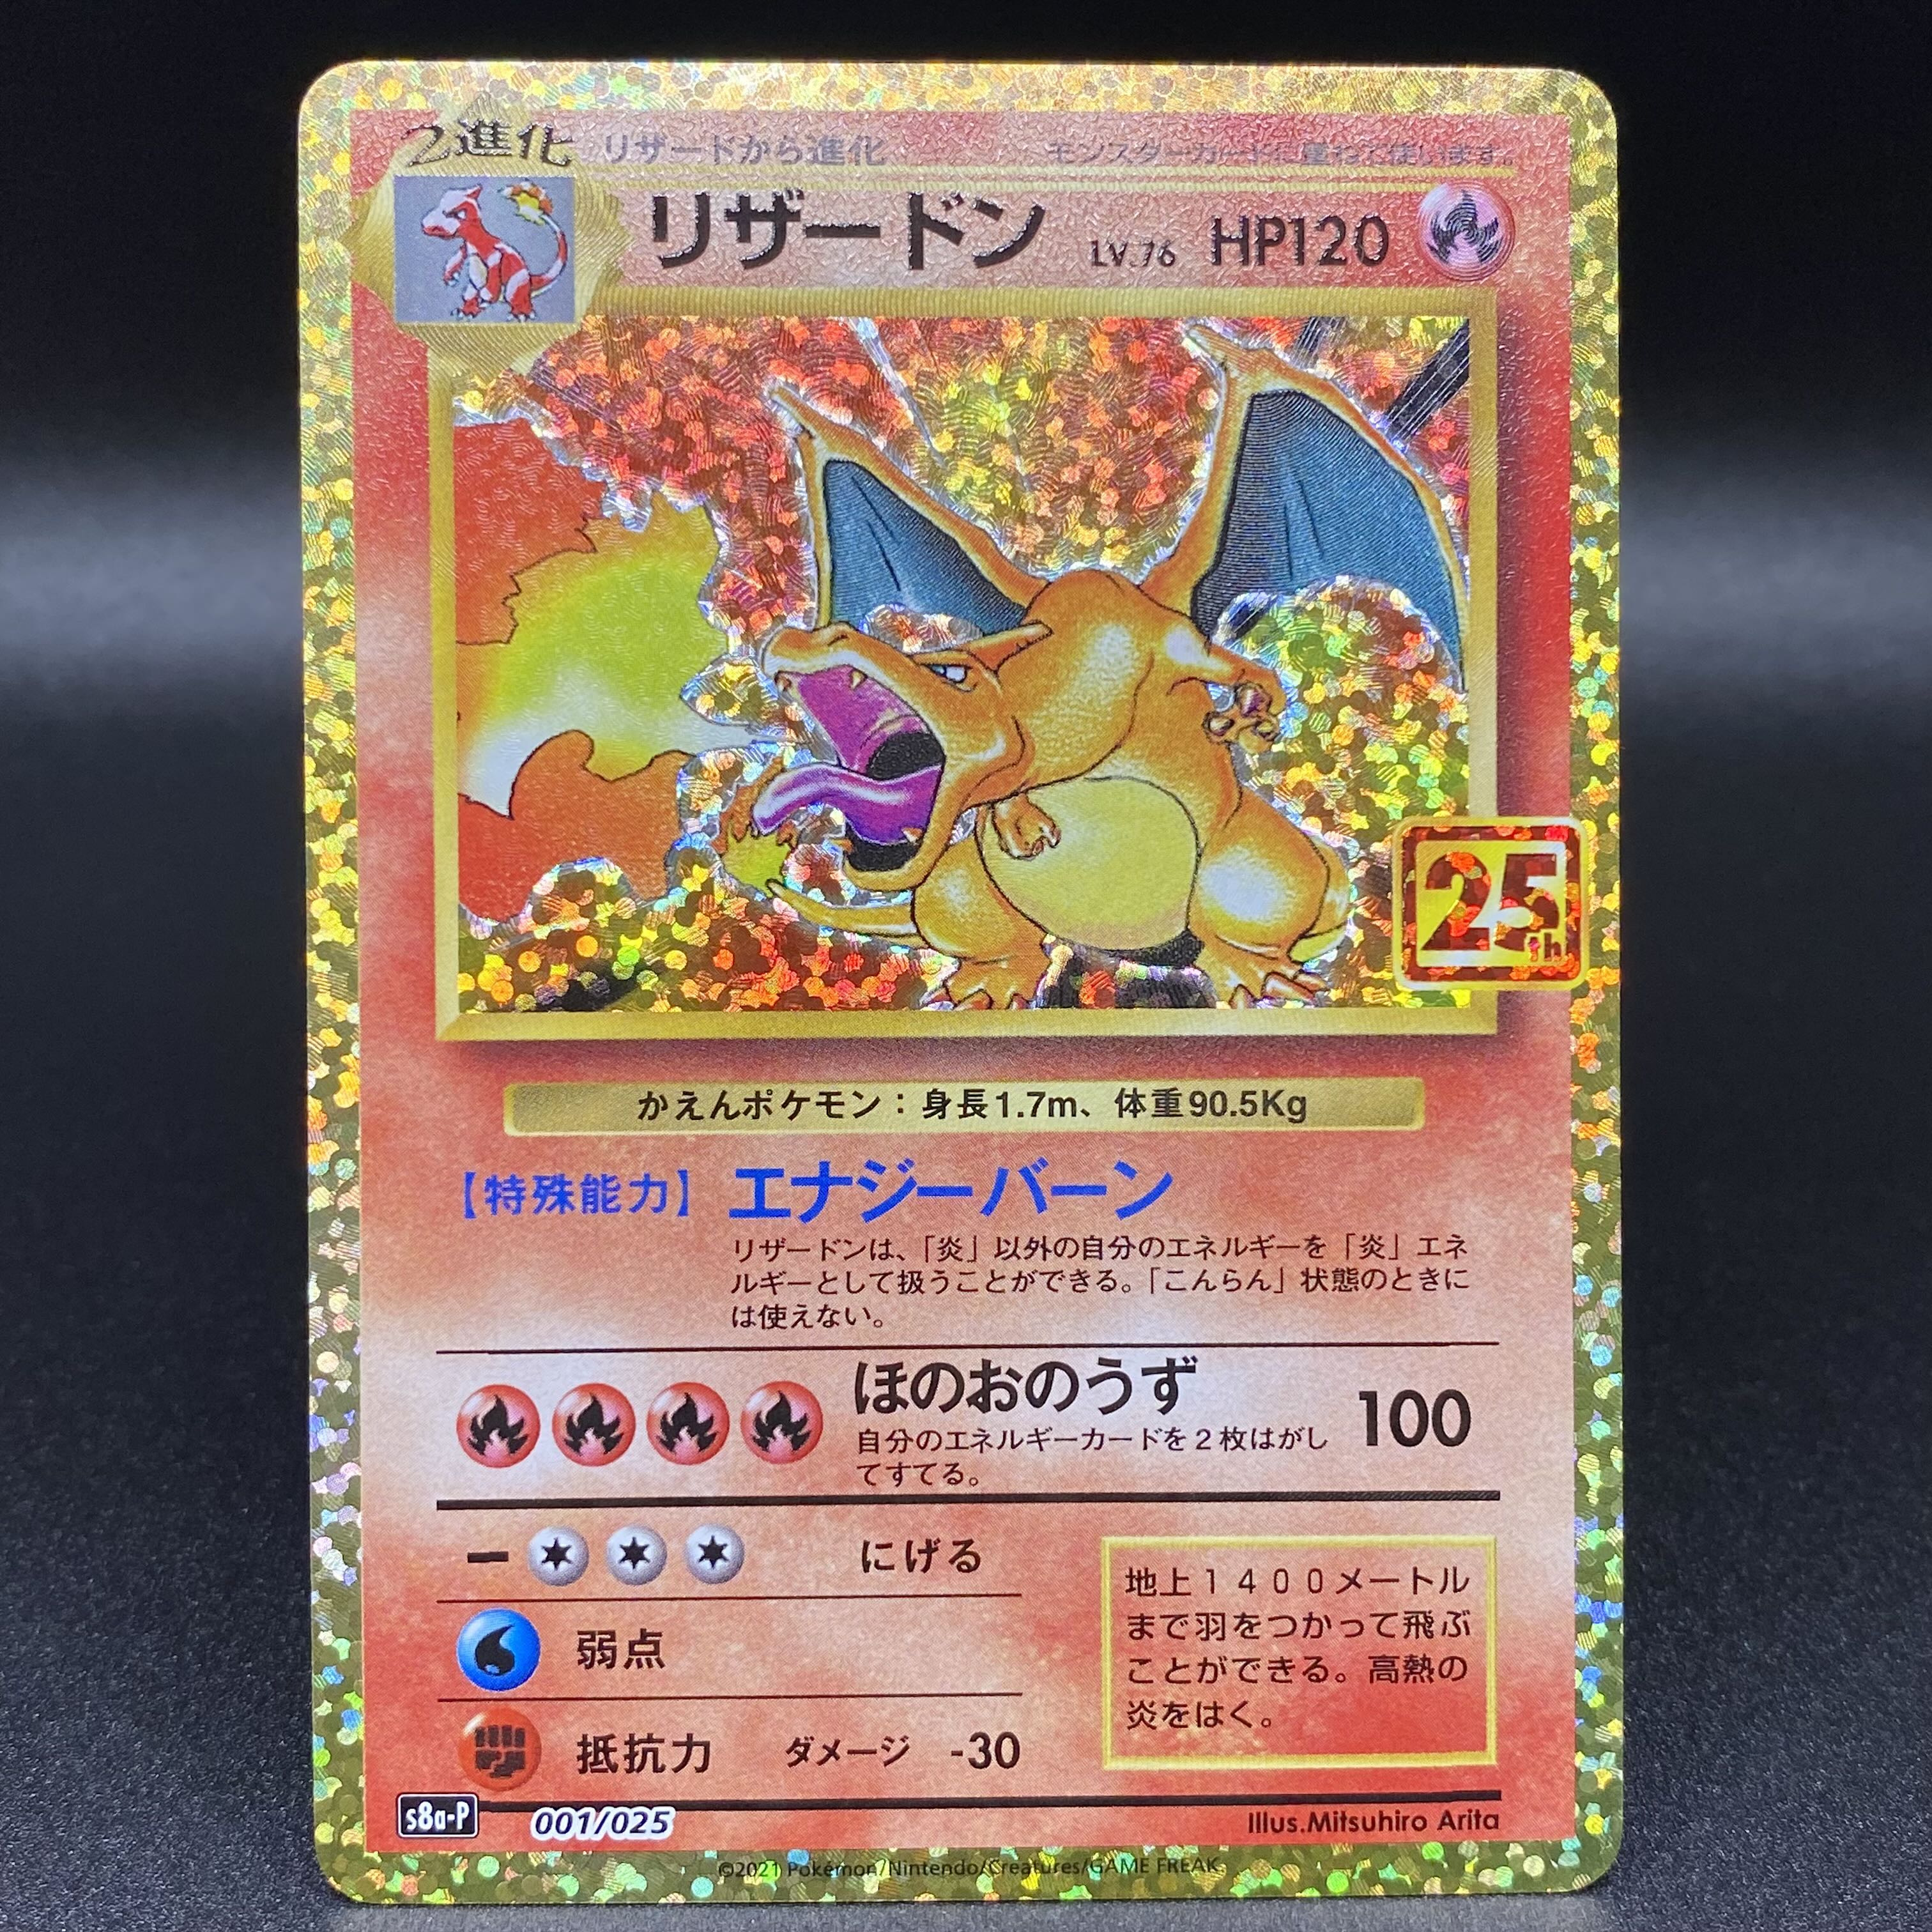 2進化 リザードから進化 モンスターカードに重ねて使います。
リザードン LV.76 HP120
25th
かえんポケモン：身長1.7m、体重90.5Kg
【特殊能力】 エナジーバーン
リザードンは、「炎」以外の自分のエネルギーを「炎」エネ
ルギーとして扱うことができる。「こんらん」状態のときに
は使えない。
ほのおのうず 100
自分のエネルギーカードを２枚はがし
てすてる。
ー にげる
弱点
抵抗力 ダメージ -30
地上１４００メートル
まで羽をつかって飛ぶ
ことができる。高熱の
炎をはく。
s8a-P 001/025 Illus.Mitsuhiro Arita
©2021 Pokémon/Nintendo/Creatures/GAME FREAK